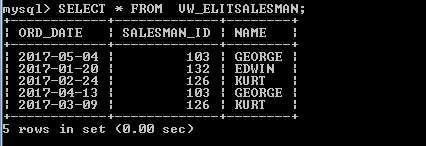 mysql> SELECT * FROM  VW_ELITSALESMAN;
+------------+-------------+--------+
| ORD_DATE   | SALESMAN_ID | NAME   |
+------------+-------------+--------+
| 2017-05-04 |         103 | GEORGE |
| 2017-01-20 |         132 | EDWIN  |
| 2017-02-24 |         126 | KURT   |
| 2017-04-13 |         103 | GEORGE |
| 2017-03-09 |         126 | KURT   |
+------------+-------------+--------+
5 rows in set (0.00 sec)